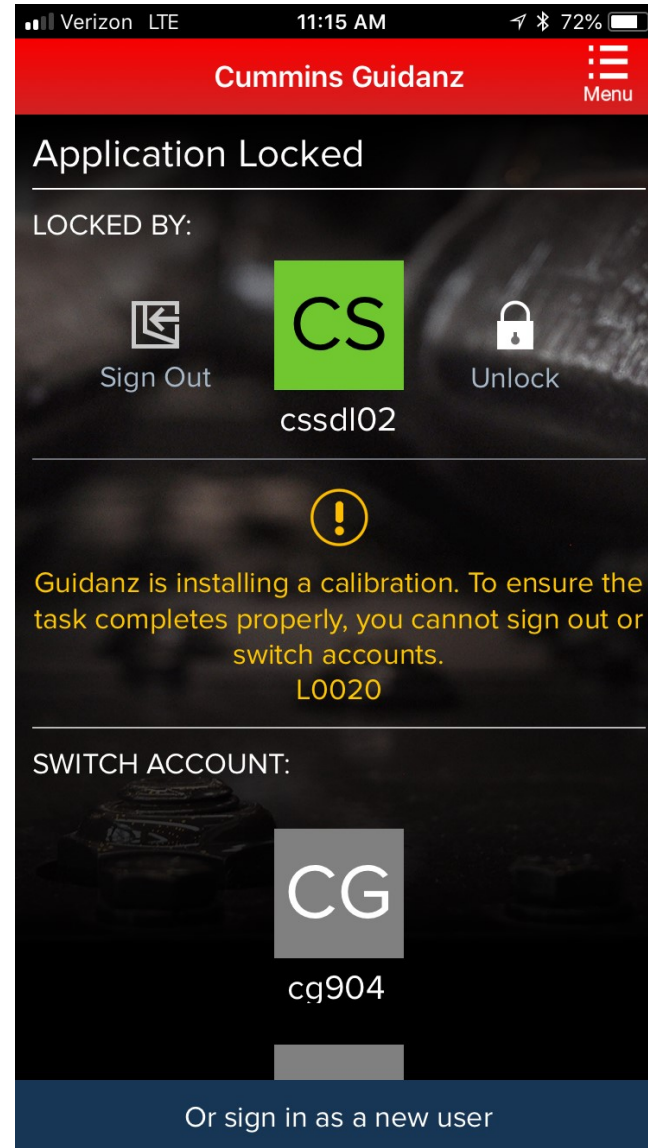 Verizon LTE 11:15 AM 72%
Cummins Guidanz
Menu
Application Locked
LOCKED BY:
CS
Sign Out
Unlock
cssdl02
Guidanz is installing a calibration. To ensure the
task completes properly, you cannot sign out or
switch accounts.
L0020
SWITCH ACCOUNT:
CG
cg904
Or sign in as a new user